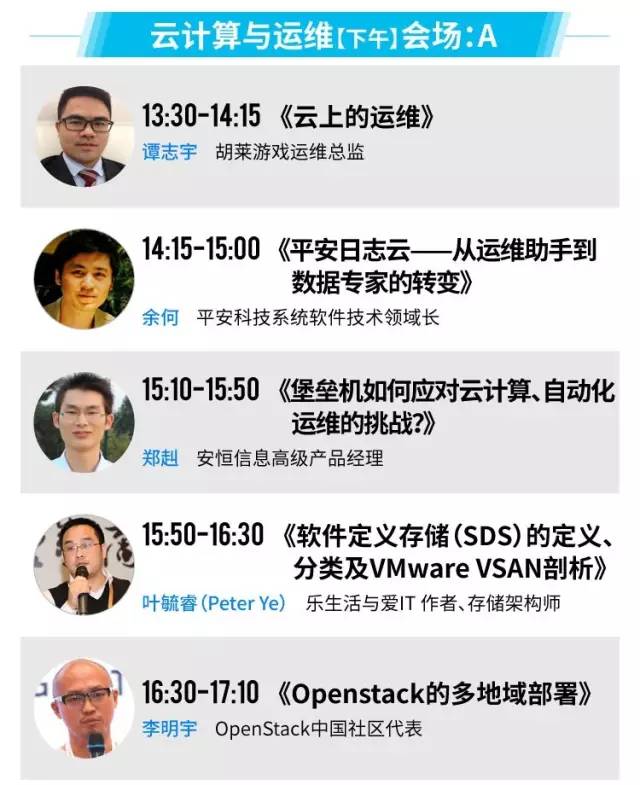 云计算与运维【下午】会场：A
13:30-14:15 《云上的运维》
谭志宇 胡莱游戏运维总监
14:15-15:00 《平安日志云——从运维助手到
数据专家的转变》
余何 平安科技系统软件技术领域长
15:10-15:50 《堡垒机如何应对云计算、自动化
运维的挑战?》
郑赳 安恒信息高级产品经理
15:50-16:30 《软件定义存储（SDS）的定义、
分类及VMware VSAN剖析》
叶毓睿（Peter Ye） 乐生活与爱IT 作者、存储架构师
16:30-17:10 《Openstack的多地域部署》
李明宇 OpenStack中国社区代表